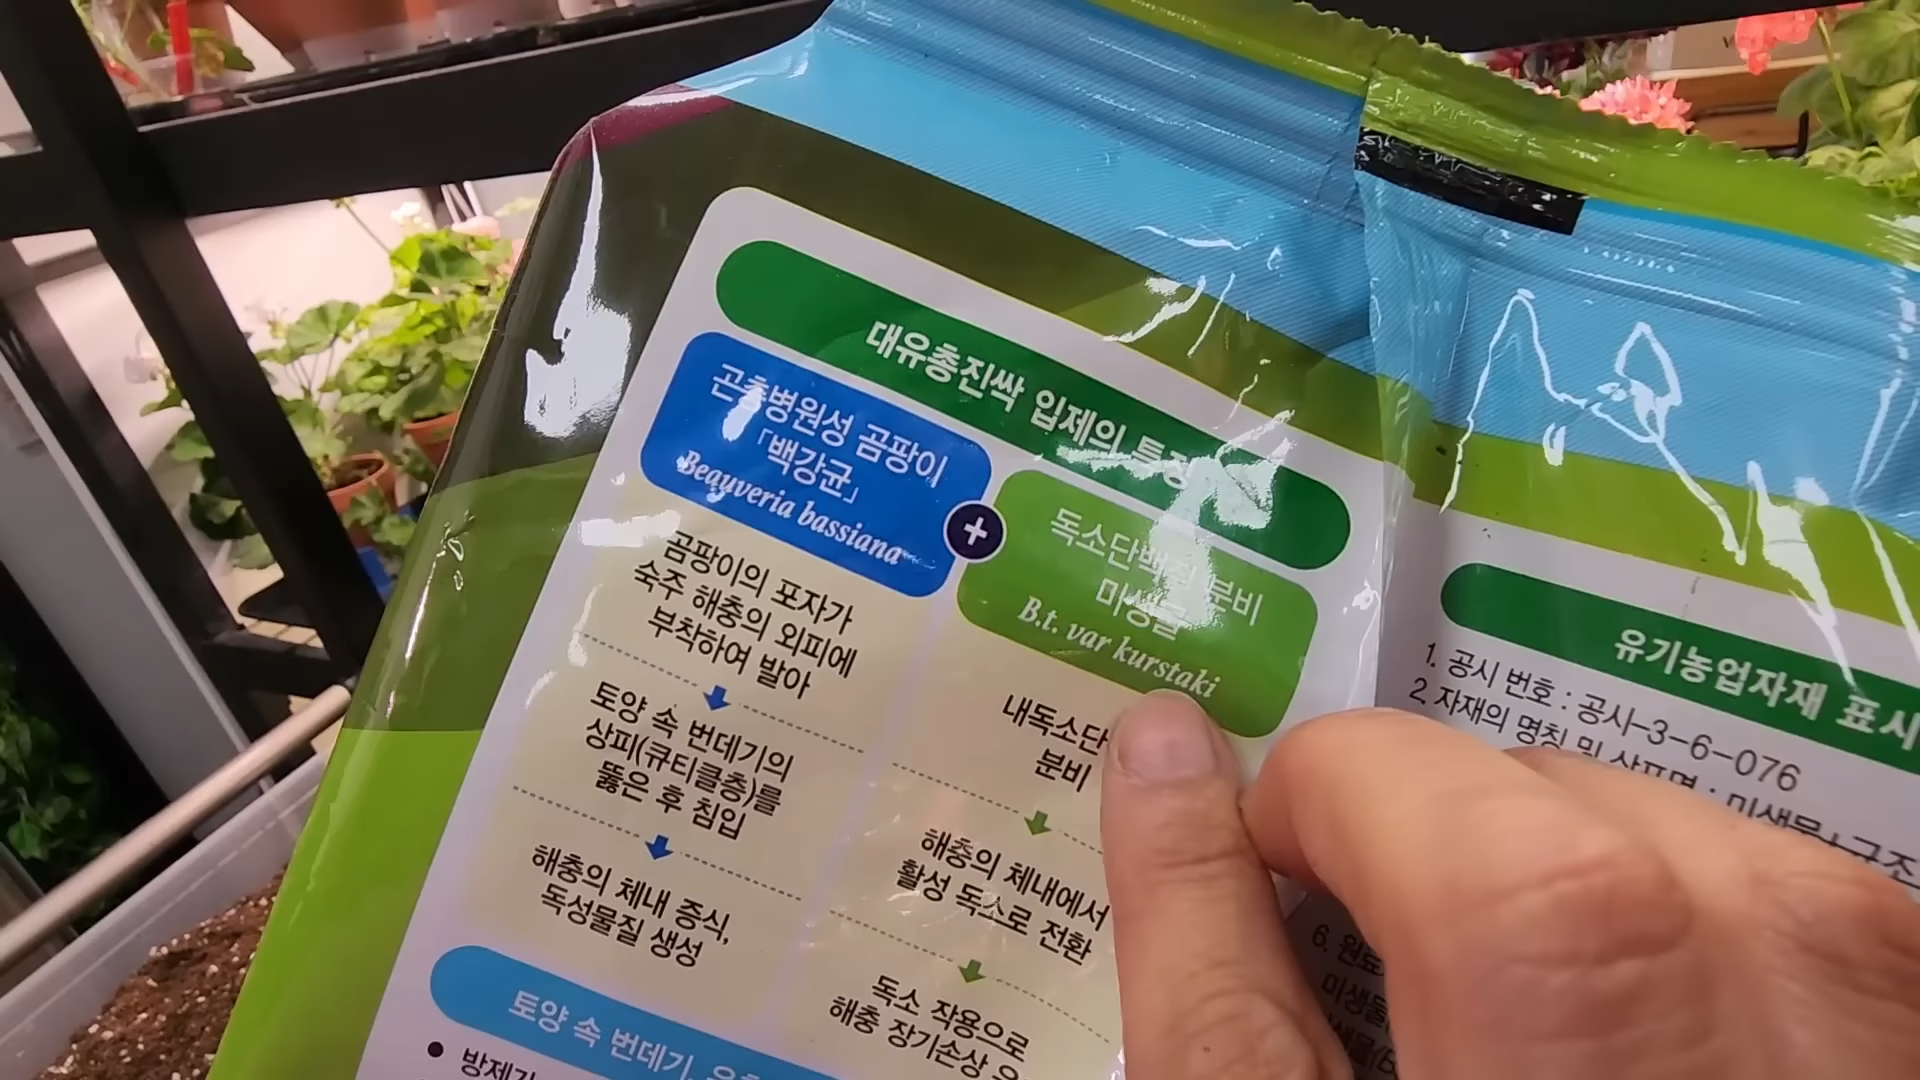 대유총진싹 입제의 특징
곤충병원성 곰팡이
「백강균」
Beauveria bassiana
+
독소단백질 분비
미생물
B.t. var kurstaki
곰팡이의 포자가
숙주 해충의 외피에
부착하여 발아
토양 속 번데기의
상피(큐티클층)를
뚫은 후 침입
해충의 체내 증식,
독성물질 생성
내독소단
분비
해충의 체내에서
활성 독소로 전환
독소 작용으로
해충 장기손상
토양 속 번데기,
유기농업자재 표시
1. 공시 번호 : 공시-3-6-076
2. 자재의 명칭 및 상표명 :
6. 원료